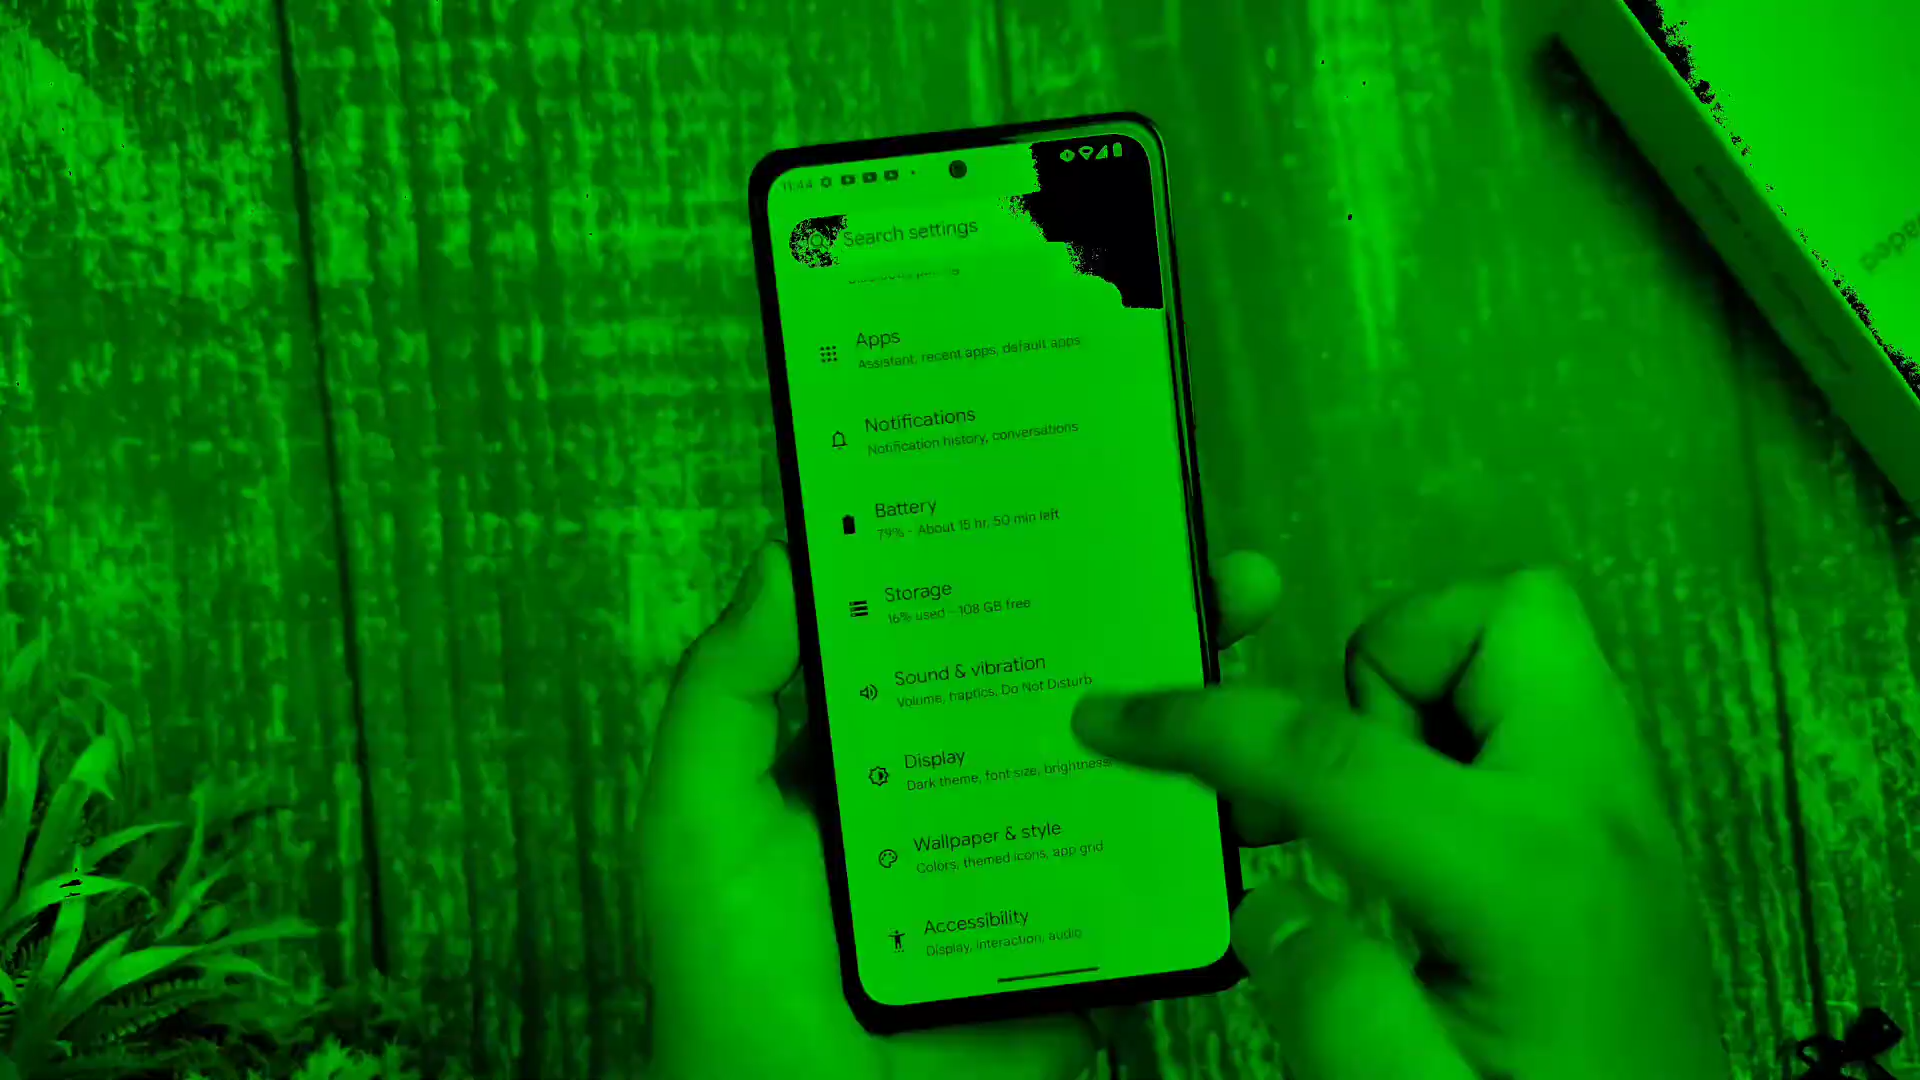 11:44
Search settings
Apps
Assistant, recent apps, default apps
Notifications
Notification history, conversations
Battery
79% - About 15 hr, 50 min left
Storage
16% used - 108 GB free
Sound & vibration
Volume, haptics, Do Not Disturb
Display
Dark theme, font size, brightness
Wallpaper & style
Colors, themed icons, app grid
Accessibility
Display, interaction, audio